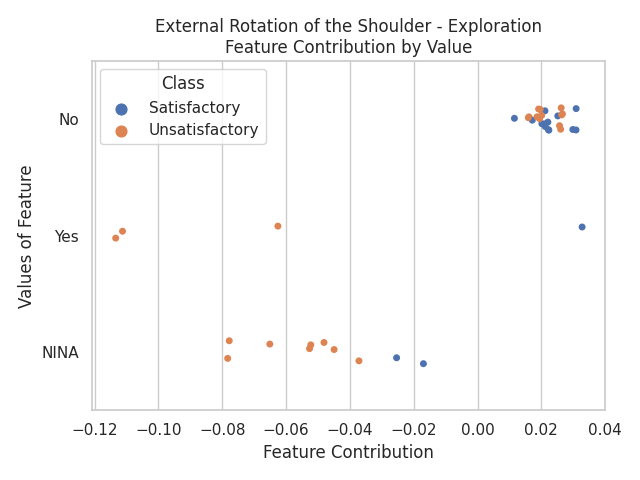 External Rotation of the Shoulder - Exploration
Feature Contribution by Value
Class
Satisfactory
Unsatisfactory
Values of Feature
No
Yes
NINA
−0.12 −0.10 −0.08 −0.06 −0.04 −0.02 0.00 0.02 0.04
Feature Contribution